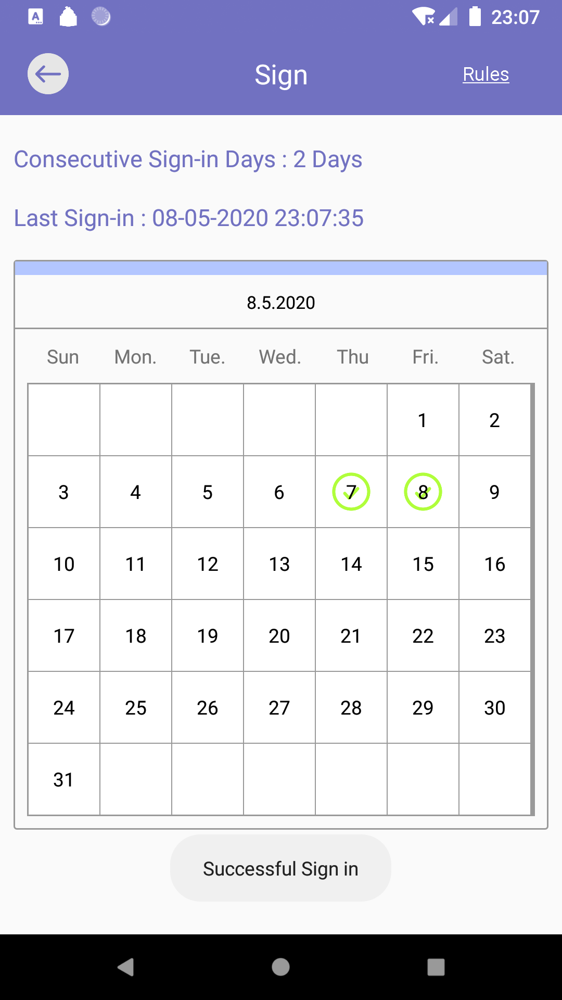 23:07
Sign
Rules
Consecutive Sign-in Days : 2 Days
Last Sign-in : 08-05-2020 23:07:35
8.5.2020
Sun Mon. Tue. Wed. Thu Fri. Sat.
1 2
3 4 5 6 7 8 9
10 11 12 13 14 15 16
17 18 19 20 21 22 23
24 25 26 27 28 29 30
31
Successful Sign in